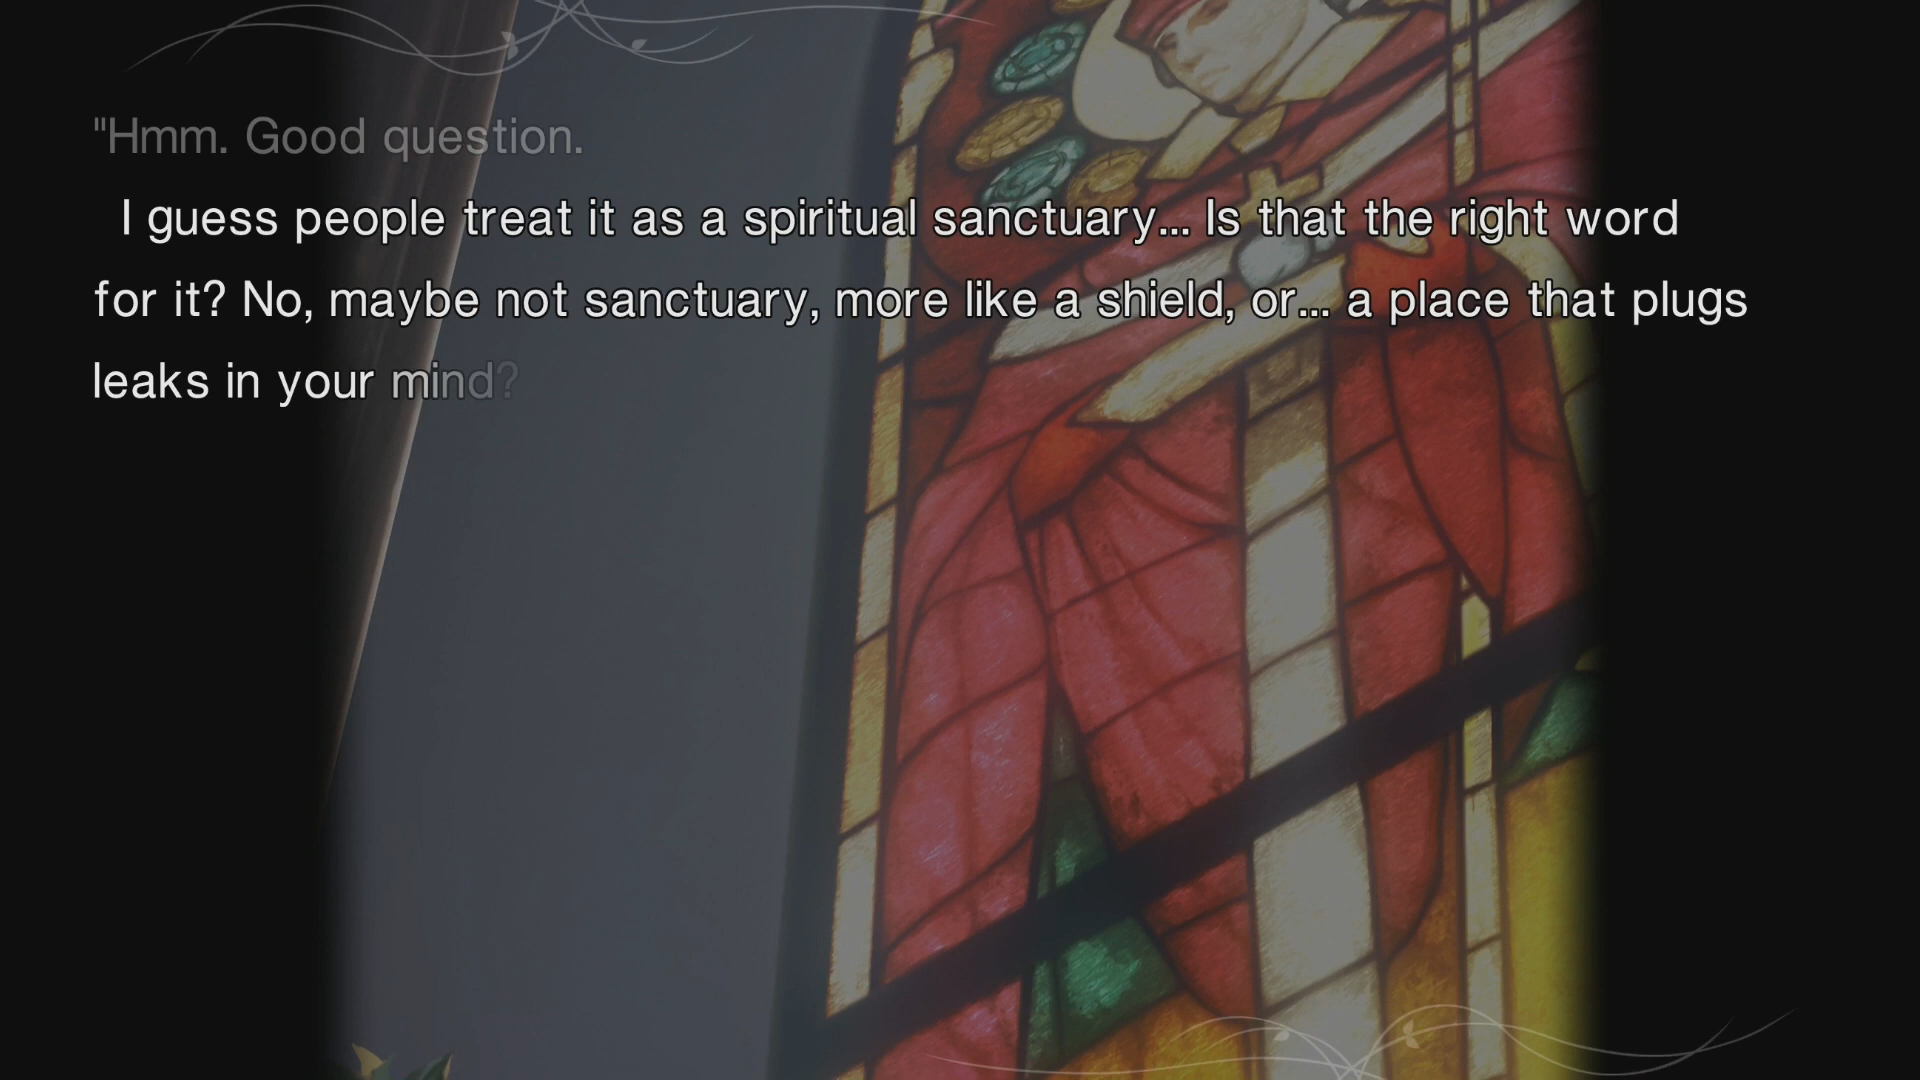 "Hmm. Good question.
I guess people treat it as a spiritual sanctuary... Is that the right word
for it? No, maybe not sanctuary, more like a shield, or... a place that plugs
leaks in your mind?